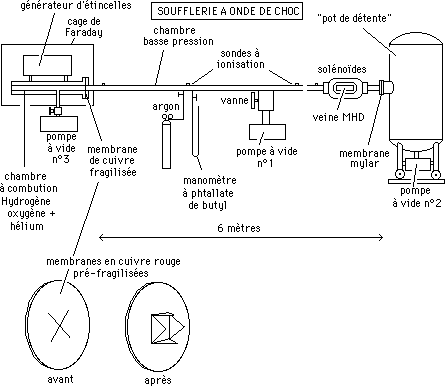 générateur d'étincelles
SOUFFLERIE A ONDE DE CHOC
"pot de détente"
cage de
Faraday
chambre
basse pression
sondes à
ionisation
solénoïdes
argon
vanne
veine MHD
pompe
à vide
n°3
membrane
de cuivre
fragilisée
pompe à vide
n°1
membrane
mylar
chambre
à combution
Hydrogène
oxygène +
hélium
manomètre
à phtallate
de butyl
pompe
à vide n°2
6 mètres
membranes en cuivre rouge
pré-fragilisées
avant
après